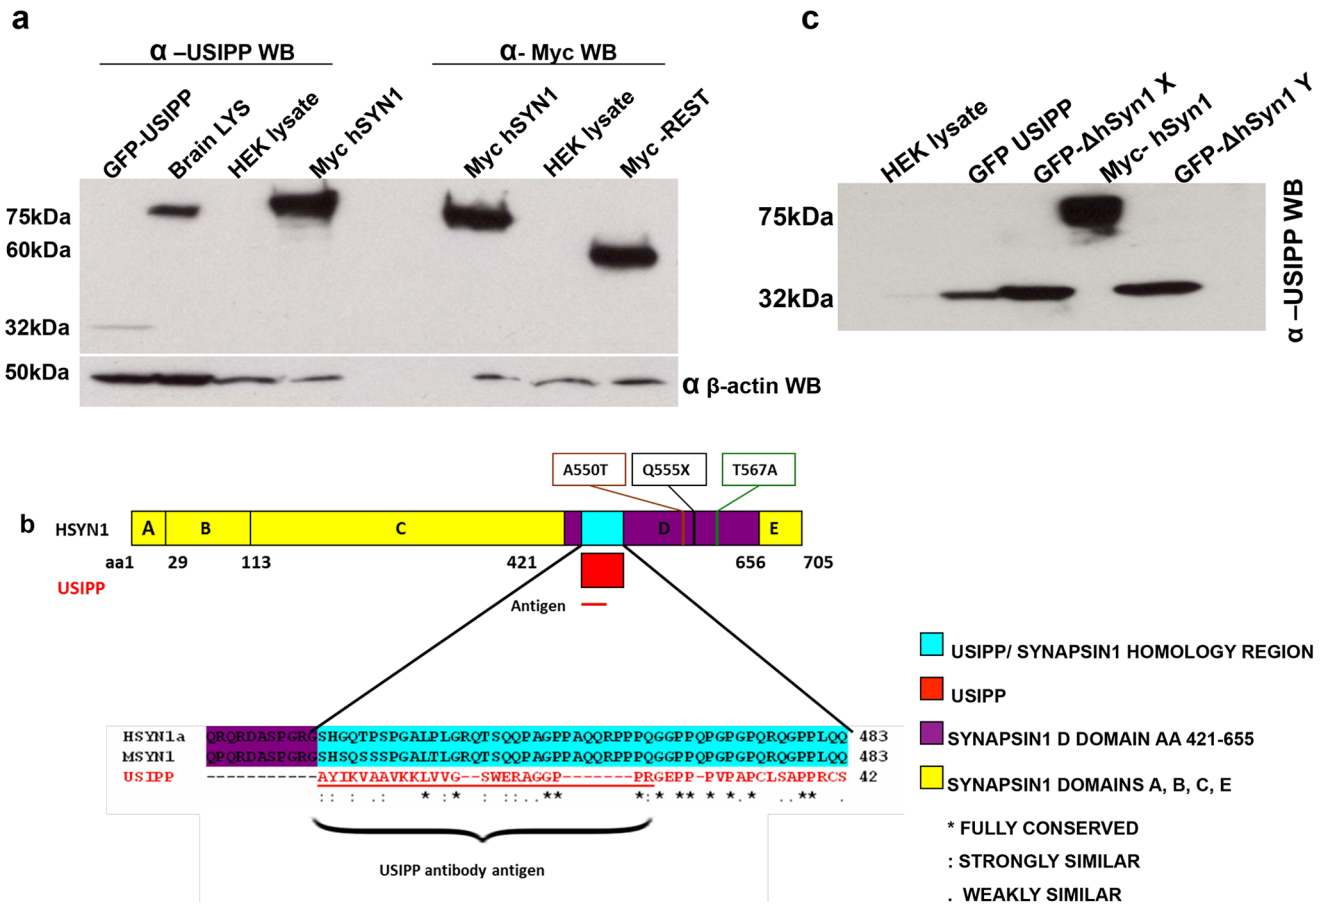 a
α –USIPP WB
α- Myc WB
GFP-USIPP
Brain LYS
HEK lysate
Myc hSYN1
Myc hSYN1
HEK lysate
Myc -REST
75kDa
60kDa
32kDa
50kDa
α β-actin WB
c
HEK lysate
GFP USIPP
GFP-ΔhSyn1 X
Myc- hSyn1
GFP-ΔhSyn1 Y
75kDa
32kDa
α –USIPP WB
b
A550T
Q555X
T567A
HSYN1
A
B
C
D
E
aa1
29
113
421
656
705
USIPP
Antigen
HSYN1a QRQRDASPGRGSHGQTPSPGALPLGRQTSQQPAGPPAQQRPPPQGGPPQPGPGPQRQGPPLQQ 483
MSYN1 QPQRDASPGRGSHSQSSSPGALTLGRQTSQQPAGPPAQQRPPPQGGPPQPGPGPQRQGPPLQQ 483
USIPP -----------AYIKVAAVKKLVVG--SWERAGGP-------PRGEPP-PVPAPCLSAPPRCS 42
:: : .: * * : :: :** *: ** * .* ..** .
USIPP antibody antigen
USIPP/ SYNAPSIN1 HOMOLOGY REGION
USIPP
SYNAPSIN1 D DOMAIN AA 421-655
SYNAPSIN1 DOMAINS A, B, C, E
* FULLY CONSERVED
: STRONGLY SIMILAR
. WEAKLY SIMILAR